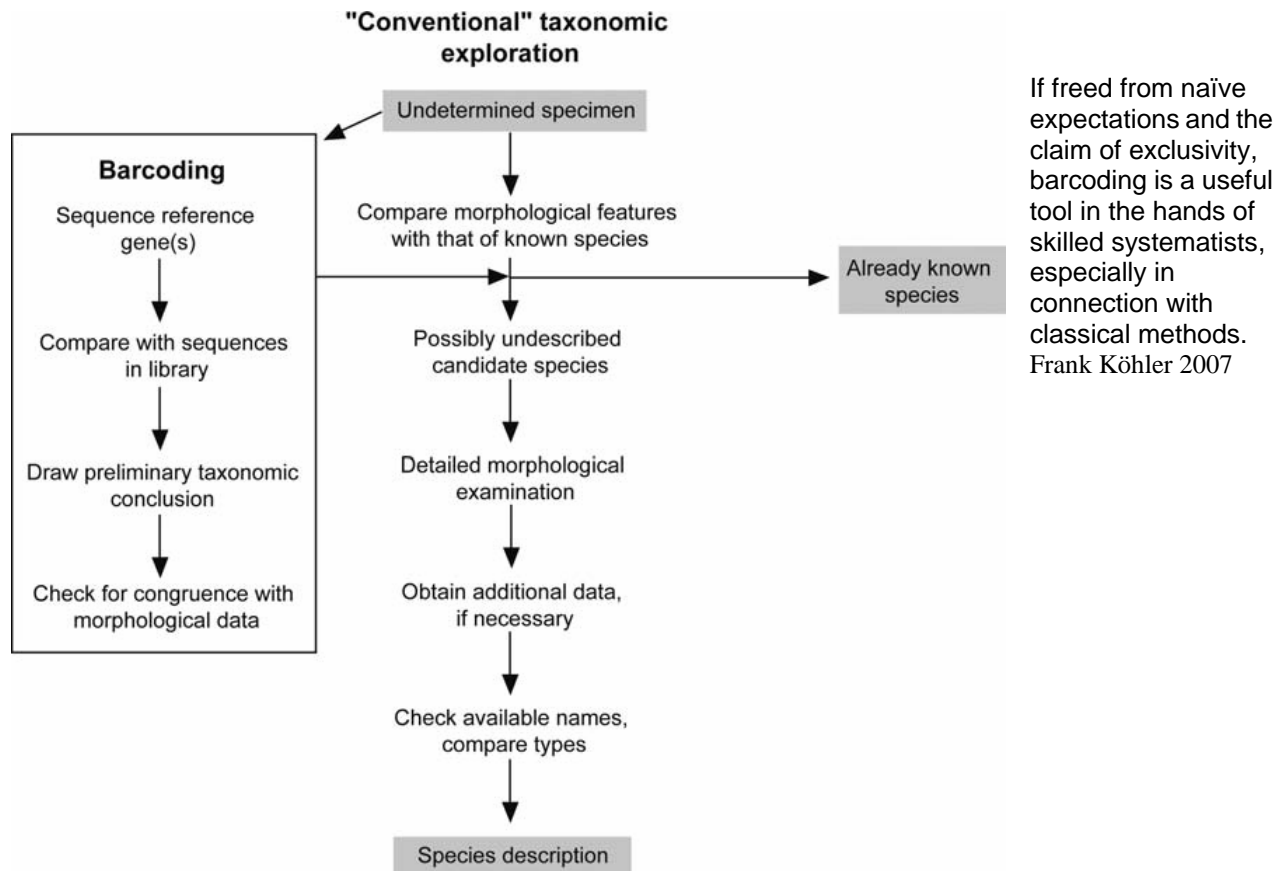 "Conventional" taxonomic
exploration
Undetermined specimen
Barcoding
Sequence reference
gene(s)
Compare with sequences
in library
Draw preliminary taxonomic
conclusion
Check for congruence with
morphological data
Compare morphological features
with that of known species
Already known
species
Possibly undescribed
candidate species
Detailed morphological
examination
Obtain additional data,
if necessary
Check available names,
compare types
Species description
If freed from naïve
expectations and the
claim of exclusivity,
barcoding is a useful
tool in the hands of
skilled systematists,
especially in
connection with
classical methods.
Frank Köhler 2007